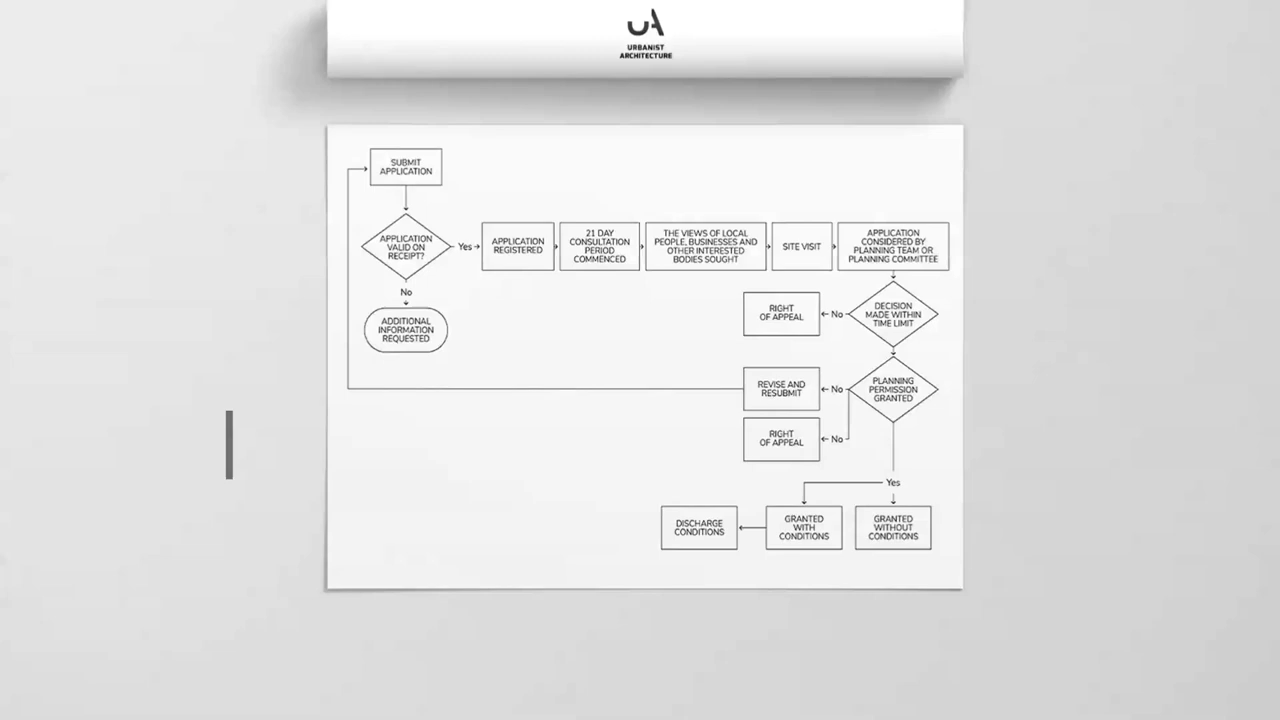 UA
URBANIST
ARCHITECTURE
SUBMIT
APPLICATION
APPLICATION
VALID ON
RECEIPT?
Yes
APPLICATION
REGISTERED
21 DAY
CONSULTATION
PERIOD
COMMENCED
THE VIEWS OF LOCAL
PEOPLE, BUSINESSES AND
OTHER INTERESTED
BODIES SOUGHT
SITE VISIT
APPLICATION
CONSIDERED BY
PLANNING TEAM OR
PLANNING COMMITTEE
No
ADDITIONAL
INFORMATION
REQUESTED
RIGHT
OF APPEAL
No
DECISION
MADE WITHIN
TIME LIMIT
REVISE AND
RESUBMIT
No
PLANNING
PERMISSION
GRANTED
RIGHT
OF APPEAL
No
Yes
DISCHARGE
CONDITIONS
GRANTED
WITH
CONDITIONS
GRANTED
WITHOUT
CONDITIONS